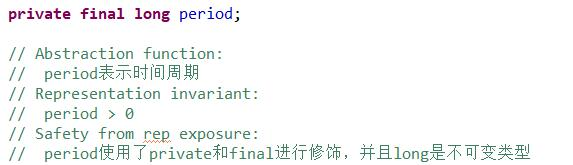 private final long period;
// Abstraction function:
//  period表示时间周期
// Representation invariant:
//  period > 0
// Safety from rep exposure:
//  period使用了private和final进行修饰，并且long是不可变类型